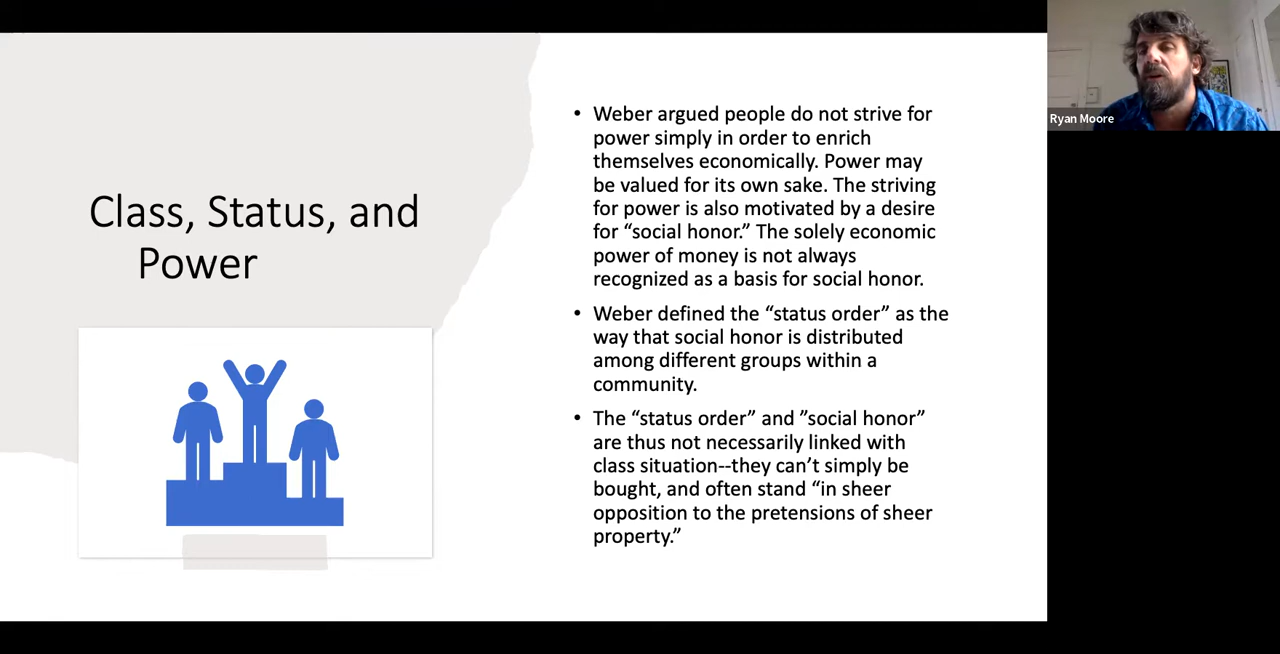 Class, Status, and
Power
• Weber argued people do not strive for
power simply in order to enrich
themselves economically. Power may
be valued for its own sake. The striving
for power is also motivated by a desire
for “social honor.” The solely economic
power of money is not always
recognized as a basis for social honor.
• Weber defined the “status order” as the
way that social honor is distributed
among different groups within a
community.
• The “status order” and ”social honor”
are thus not necessarily linked with
class situation--they can’t simply be
bought, and often stand “in sheer
opposition to the pretensions of sheer
property.”
Ryan Moore